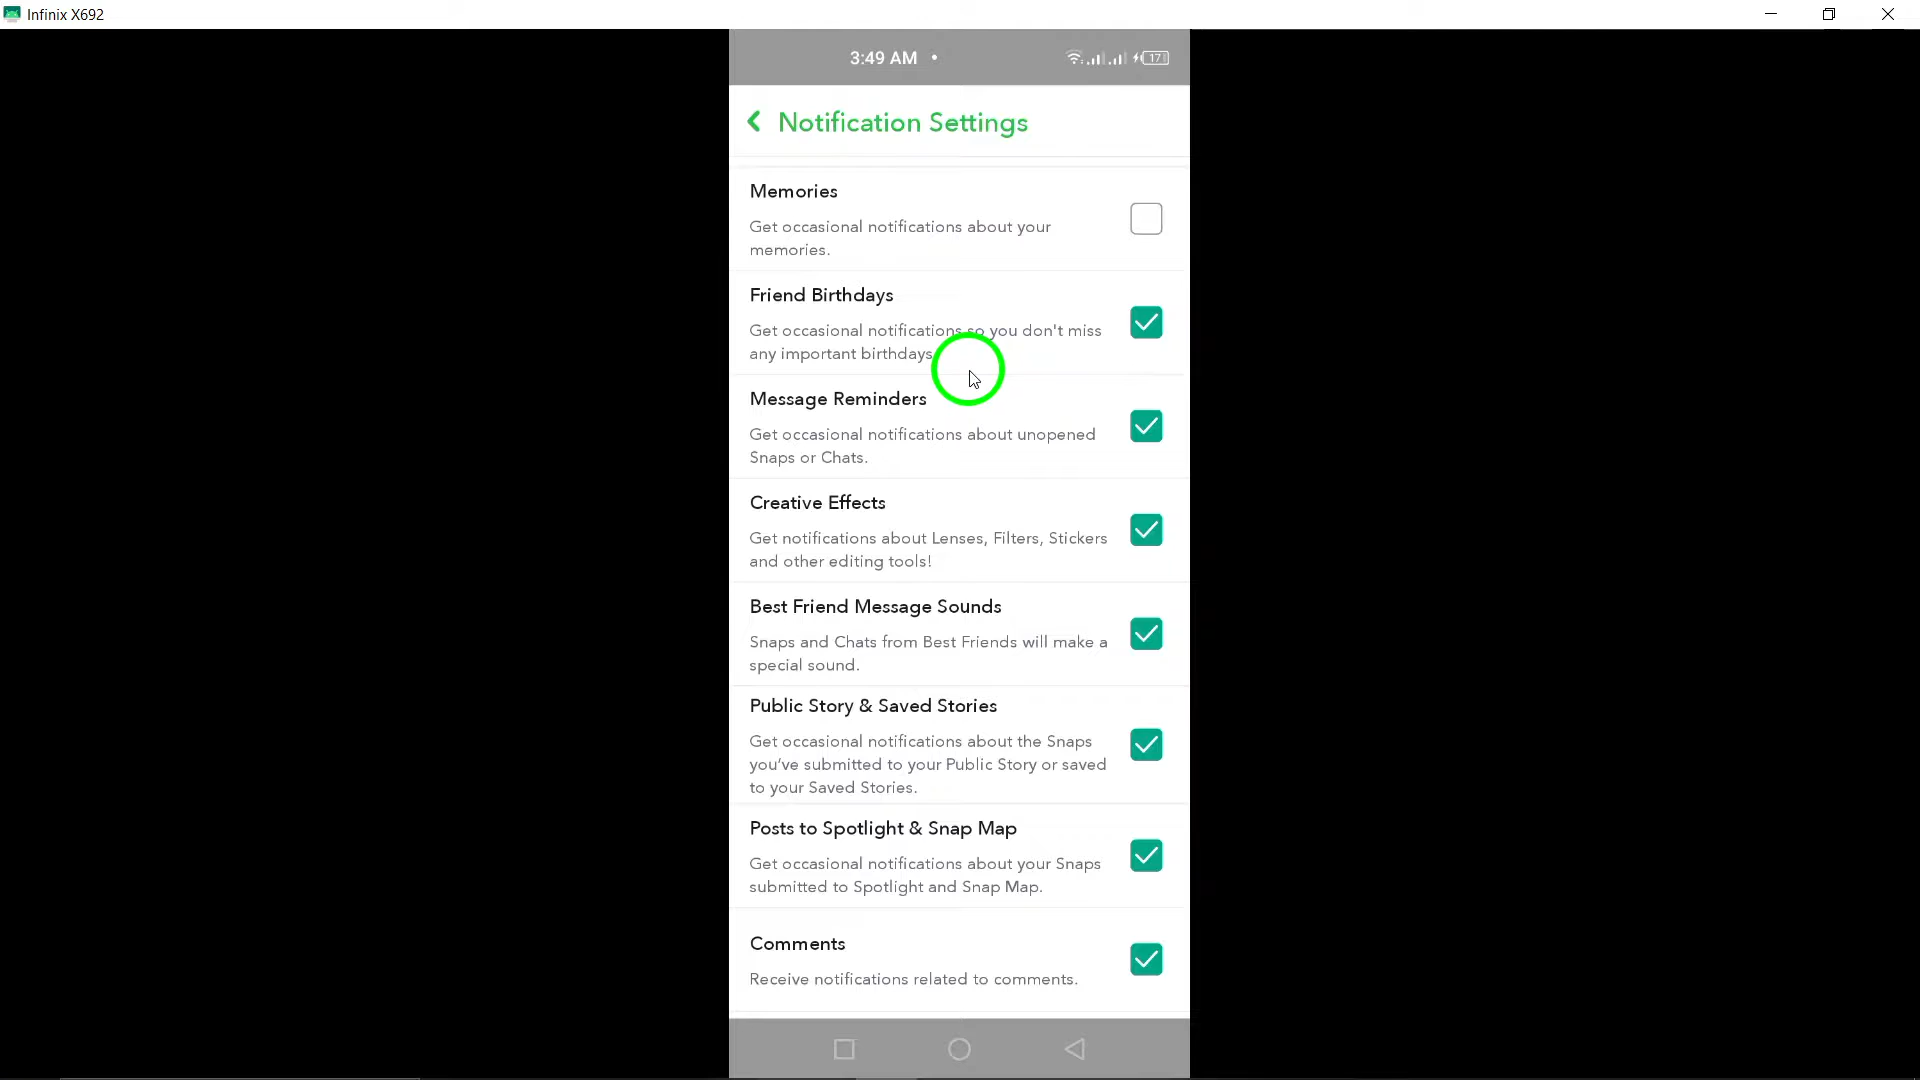 Infinix X692
3:49 AM •
17
Notification Settings
Memories
Get occasional notifications about your
memories.
Friend Birthdays
Get occasional notifications so you don't miss
any important birthdays
Message Reminders
Get occasional notifications about unopened
Snaps or Chats.
Creative Effects
Get notifications about Lenses, Filters, Stickers
and other editing tools!
Best Friend Message Sounds
Snaps and Chats from Best Friends will make a
special sound.
Public Story & Saved Stories
Get occasional notifications about the Snaps
you’ve submitted to your Public Story or saved
to your Saved Stories.
Posts to Spotlight & Snap Map
Get occasional notifications about your Snaps
submitted to Spotlight and Snap Map.
Comments
Receive notifications related to comments.